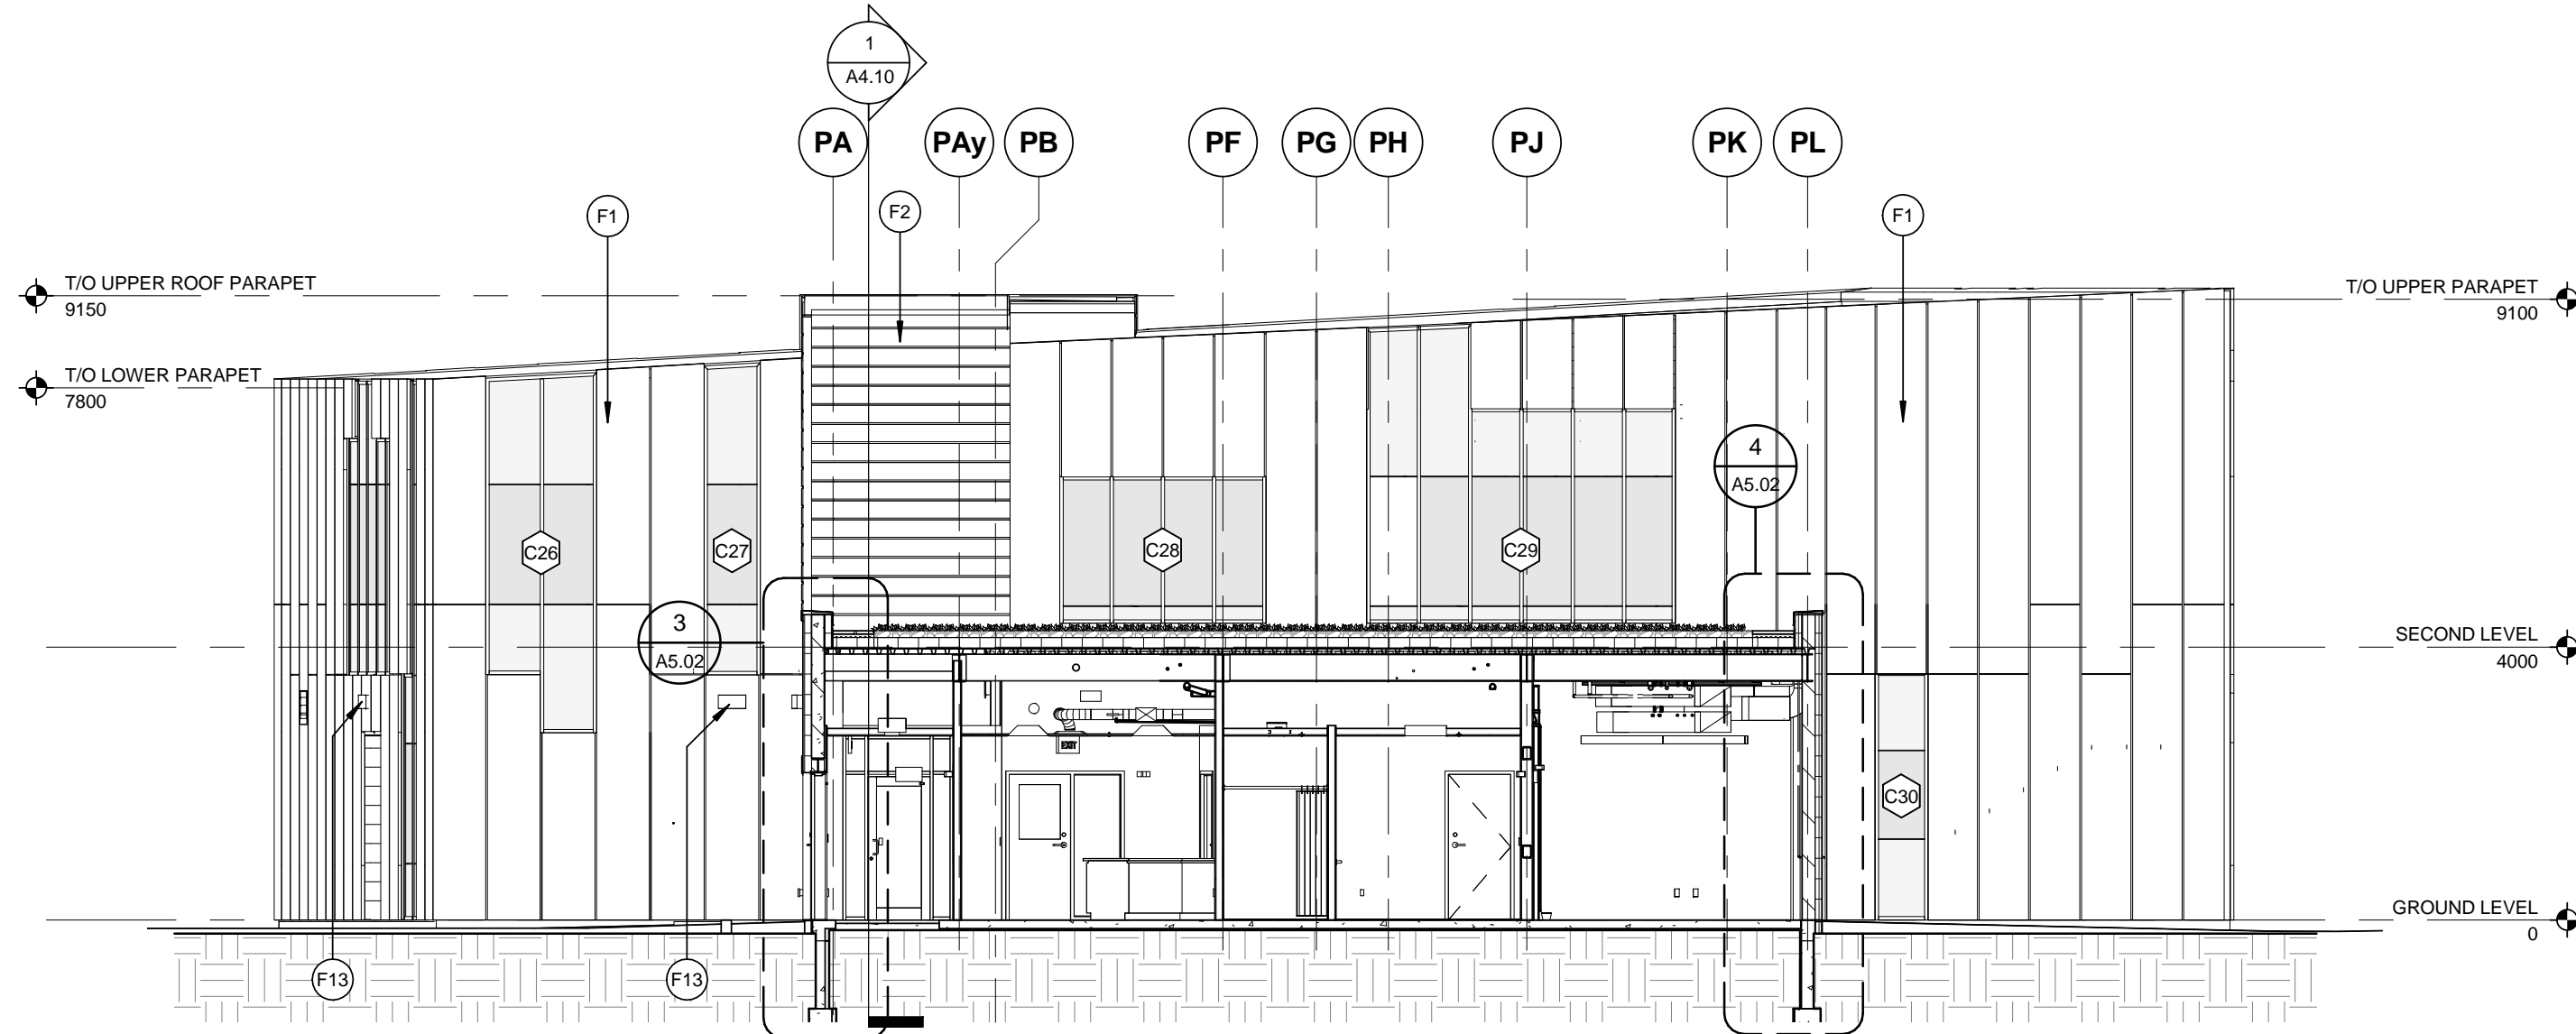 1
A4.10
PA
PAy
PB
PF
PG
PH
PJ
PK
PL
F1
F2
F1
T/O UPPER ROOF PARAPET
9150
T/O UPPER PARAPET
9100
T/O LOWER PARAPET
7800
4
A5.02
C26
C27
C28
C29
3
A5.02
SECOND LEVEL
4000
EXIT
C30
GROUND LEVEL
0
F13
F13